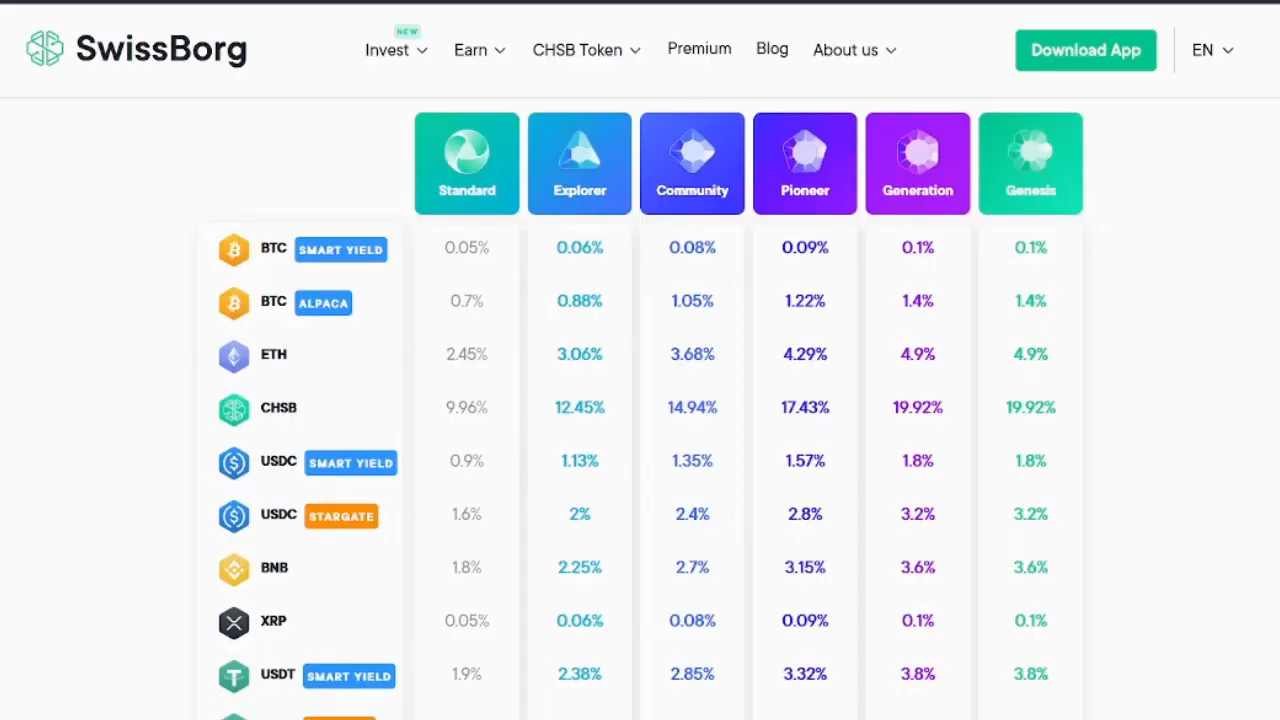 SwissBorg
NEW
Invest Earn CHSB Token Premium Blog About us Download App EN
Standard Explorer Community Pioneer Generation Genesis
BTC SMART YIELD 0.05% 0.06% 0.08% 0.09% 0.1% 0.1%
BTC ALPACA 0.7% 0.88% 1.05% 1.22% 1.4% 1.4%
ETH 2.45% 3.06% 3.68% 4.29% 4.9% 4.9%
CHSB 9.96% 12.45% 14.94% 17.43% 19.92% 19.92%
USDC SMART YIELD 0.9% 1.13% 1.35% 1.57% 1.8% 1.8%
USDC STARGATE 1.6% 2% 2.4% 2.8% 3.2% 3.2%
BNB 1.8% 2.25% 2.7% 3.15% 3.6% 3.6%
XRP 0.05% 0.06% 0.08% 0.09% 0.1% 0.1%
USDT SMART YIELD 1.9% 2.38% 2.85% 3.32% 3.8% 3.8%